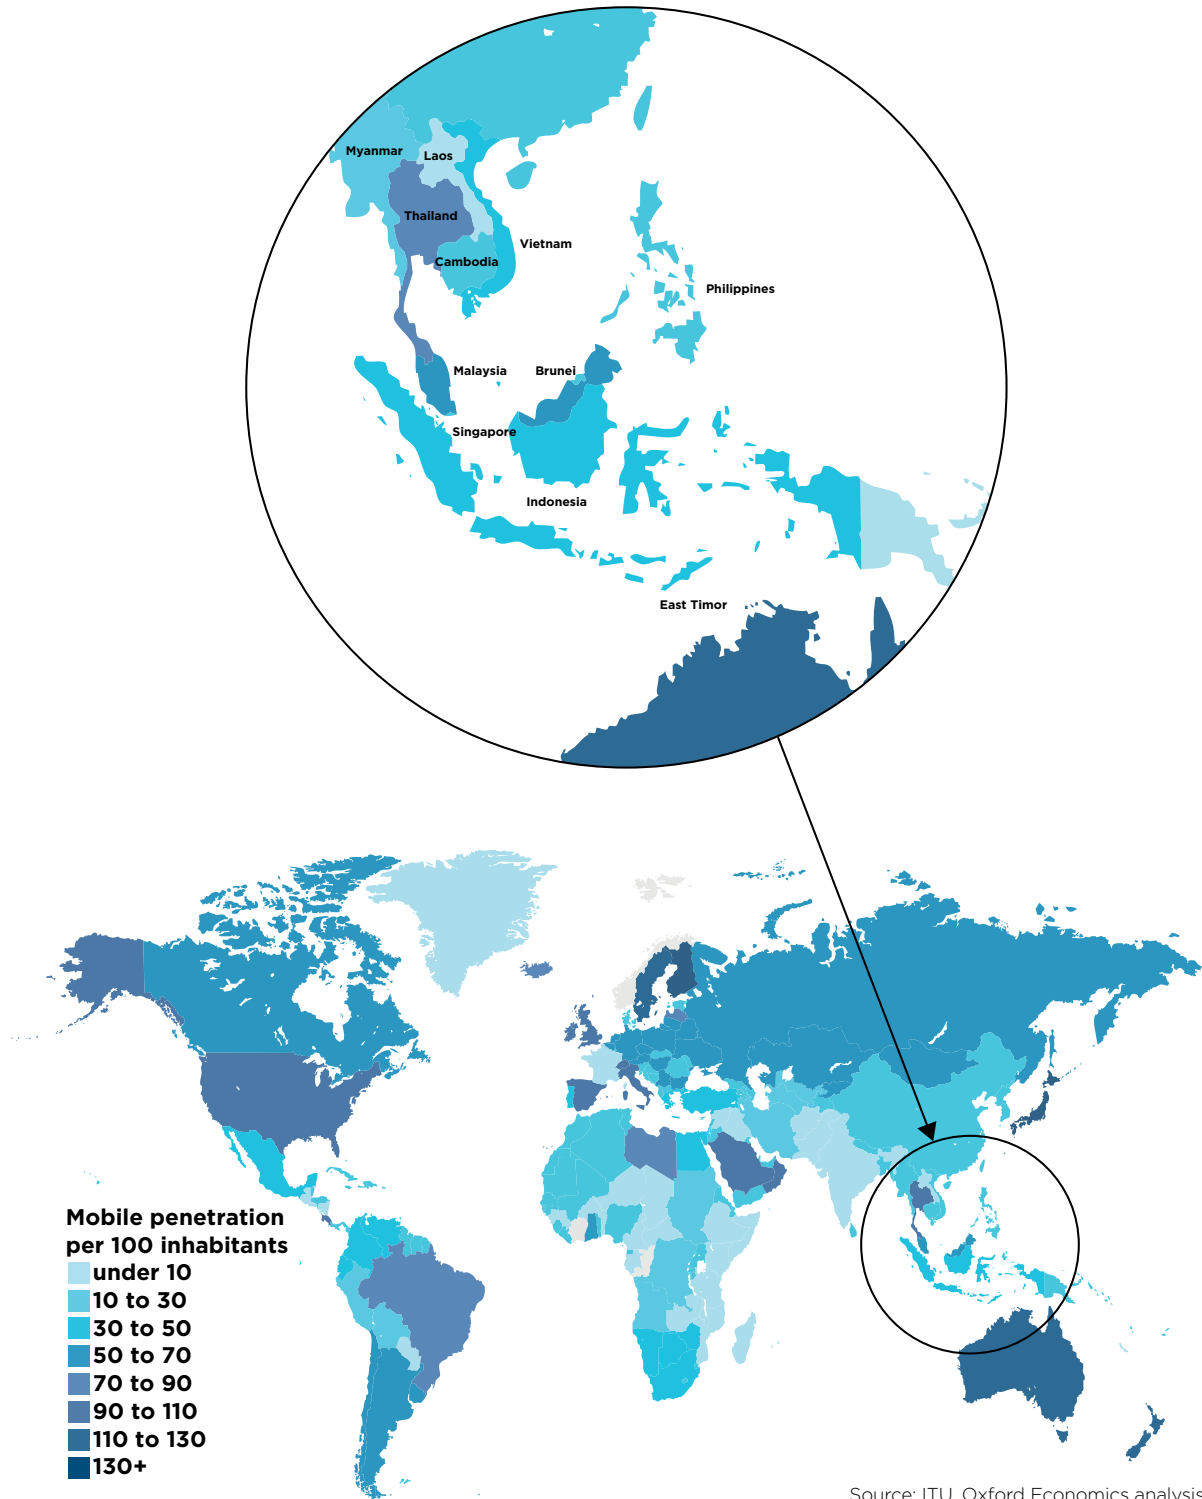 Myanmar
Laos
Thailand
Vietnam
Cambodia
Philippines
Malaysia
Brunei
Singapore
Indonesia
East Timor
Mobile penetration
per 100 inhabitants
under 10
10 to 30
30 to 50
50 to 70
70 to 90
90 to 110
110 to 130
130+
Source: ITU, Oxford Economics analysis